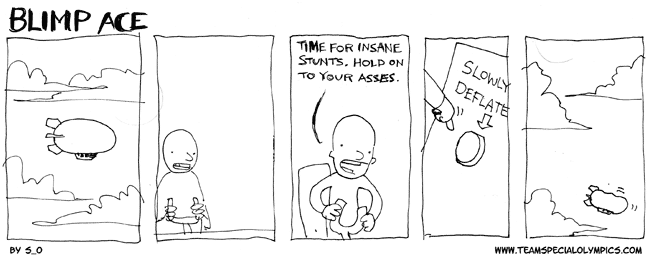 BLIMP ACE
TIME FOR INSANE
STUNTS. HOLD ON
TO YOUR ASSES.
SLOWLY
DEFLATE
BY S_O
WWW.TEAMSPECIALOLYMPICS.COM